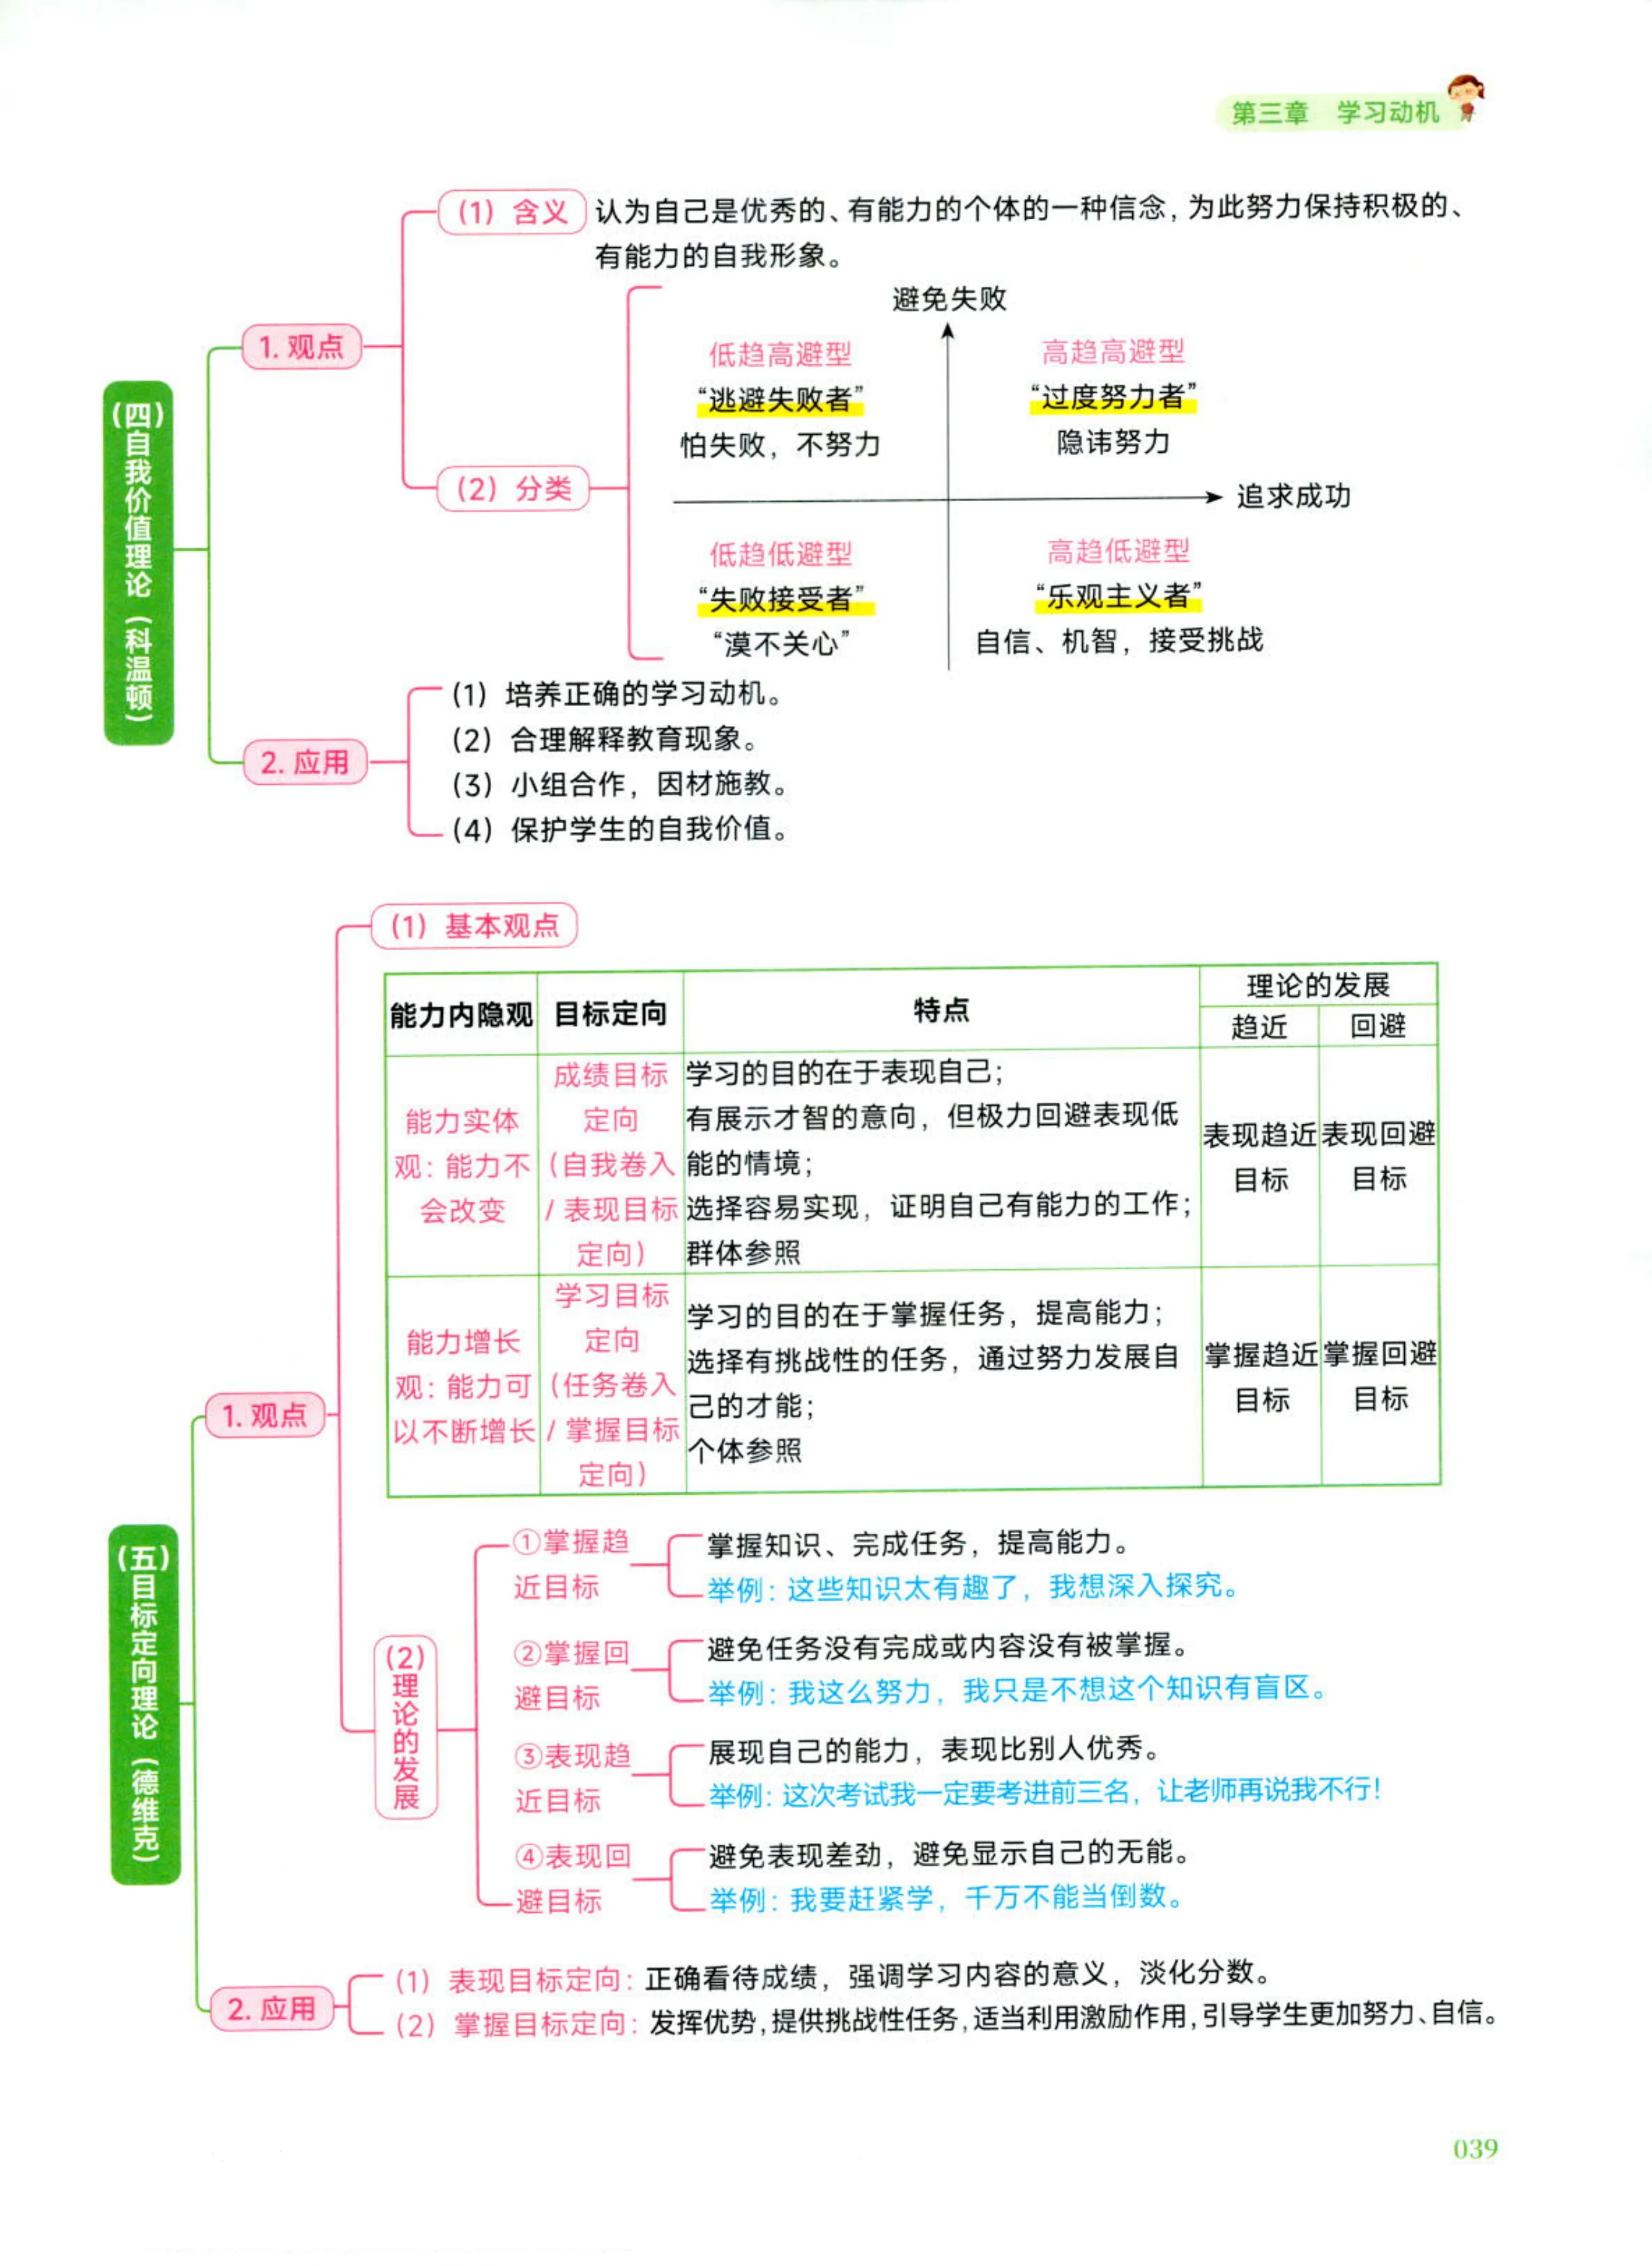 第三章 学习动机
(四)自我价值理论(科温顿)
1. 观点
(1) 含义
认为自己是优秀的、有能力的个体的一种信念, 为此努力保持积极的、
有能力的自我形象。
(2) 分类
避免失败
低趋高避型
“逃避失败者”
怕失败, 不努力
高趋高避型
“过度努力者”
隐讳努力
追求成功
低趋低避型
“失败接受者”
“漠不关心”
高趋低避型
“乐观主义者”
自信、机智, 接受挑战
2. 应用
(1) 培养正确的学习动机。
(2) 合理解释教育现象。
(3) 小组合作, 因材施教。
(4) 保护学生的自我价值。
(五)目标定向理论(德维克)
1. 观点
(1) 基本观点
能力内隐观
目标定向
特点
理论的发展
趋近
回避
能力实体
观: 能力不
会改变
成绩目标
定向
(自我卷入
/ 表现目标
定向)
学习的目的在于表现自己;
有展示才智的意向, 但极力回避表现低
能的情境;
选择容易实现, 证明自己有能力的工作;
群体参照
表现趋近
目标
表现回避
目标
能力增长
观: 能力可
以不断增长
学习目标
定向
(任务卷入
/ 掌握目标
定向)
学习的目的在于掌握任务, 提高能力;
选择有挑战性的任务, 通过努力发展自
己的才能;
个体参照
掌握趋近
目标
掌握回避
目标
(2)理论的发展
①掌握趋
近目标
掌握知识、完成任务, 提高能力。
举例: 这些知识太有趣了, 我想深入探究。
②掌握回
避目标
避免任务没有完成或内容没有被掌握。
举例: 我这么努力, 我只是不想这个知识有盲区。
③表现趋
近目标
展现自己的能力, 表现比别人优秀。
举例: 这次考试我一定要考进前三名, 让老师再说我不行!
④表现回
避目标
避免表现差劲, 避免显示自己的无能。
举例: 我要赶紧学, 千万不能当倒数。
2. 应用
(1) 表现目标定向: 正确看待成绩, 强调学习内容的意义, 淡化分数。
(2) 掌握目标定向: 发挥优势, 提供挑战性任务, 适当利用激励作用, 引导学生更加努力、自信。
039